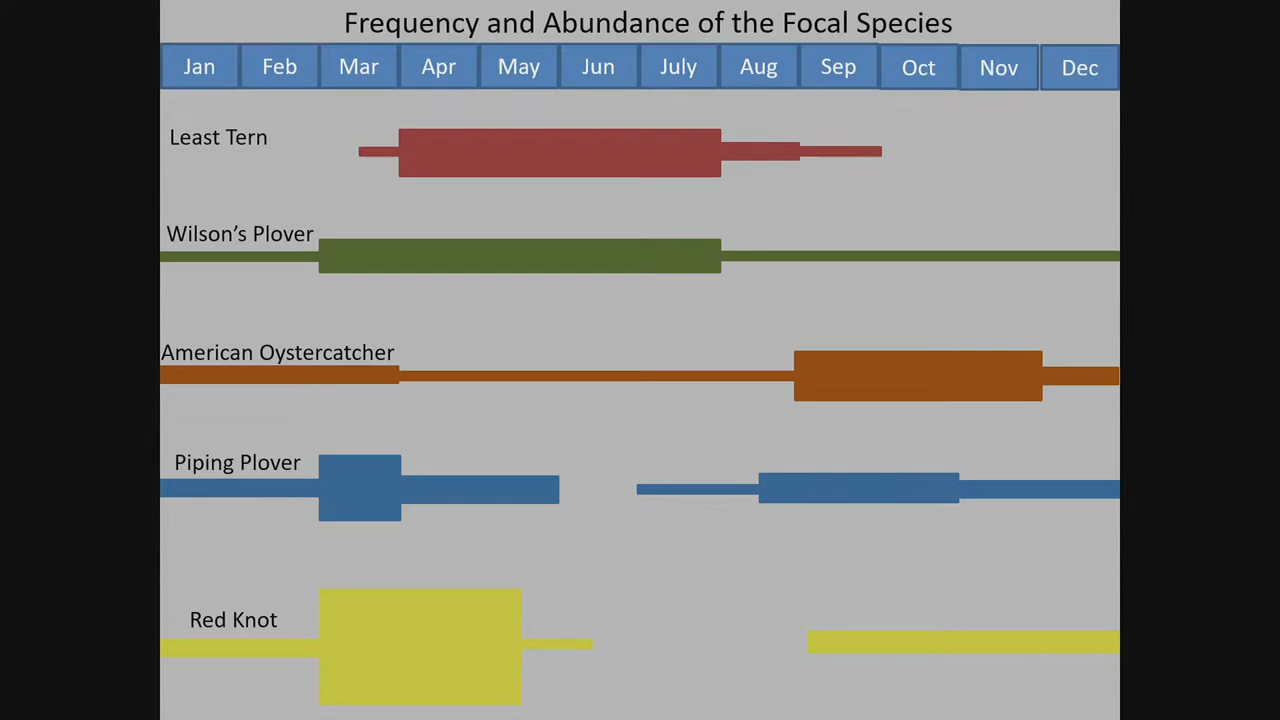 Frequency and Abundance of the Focal Species
Jan Feb Mar Apr May Jun July Aug Sep Oct Nov Dec
Least Tern
Wilson’s Plover
American Oystercatcher
Piping Plover
Red Knot